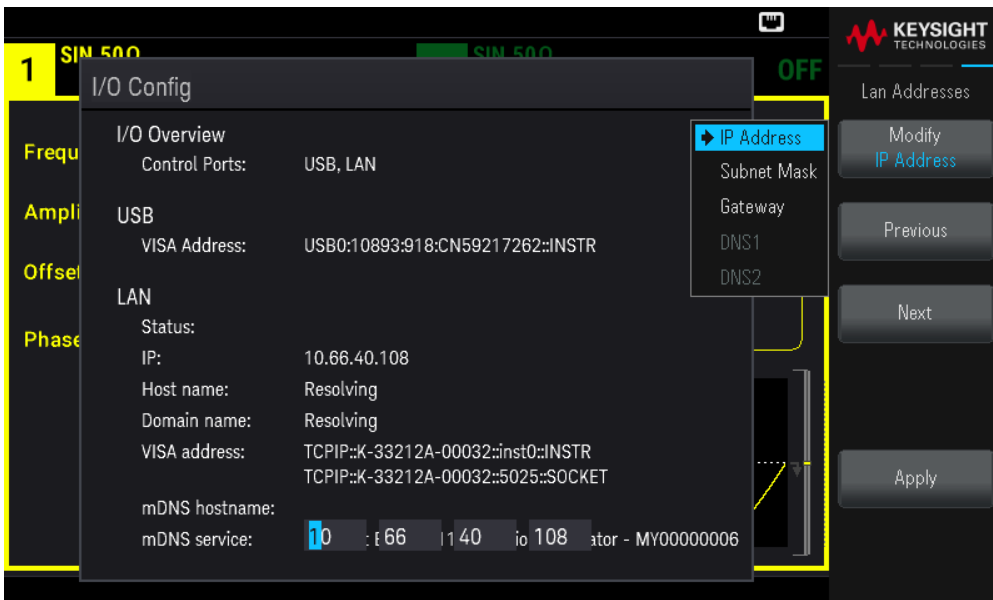 KEYSIGHT
TECHNOLOGIES
1
SIN 50Ω
SIN 50Ω
OFF
I/O Config
Lan Addresses
I/O Overview
Control Ports: USB, LAN
USB
VISA Address: USB0:10893:918:CN59217262::INSTR
LAN
Status:
IP: 10.66.40.108
Host name: Resolving
Domain name: Resolving
VISA address: TCPIP::K-33212A-00032::inst0::INSTR
TCPIP::K-33212A-00032::5025::SOCKET
mDNS hostname:
mDNS service: 10 66 40 108 ator - MY00000006
Frequ
Ampli
Offset
Phase
IP Address
Subnet Mask
Gateway
DNS1
DNS2
Modify
IP Address
Previous
Next
Apply